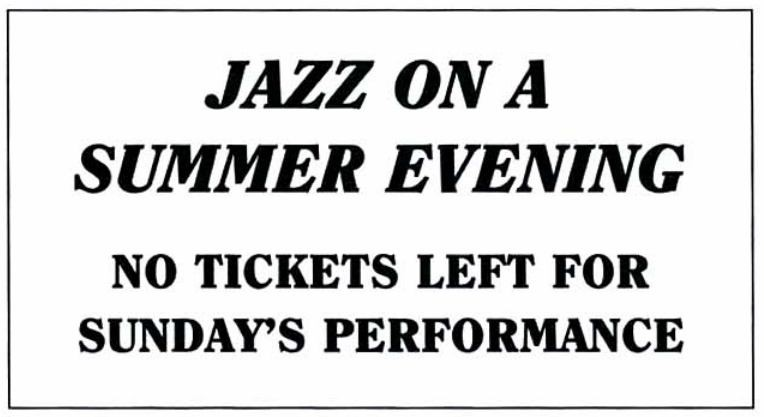 JAZZ ON A
SUMMER EVENING
NO TICKETS LEFT FOR
SUNDAY'S PERFORMANCE